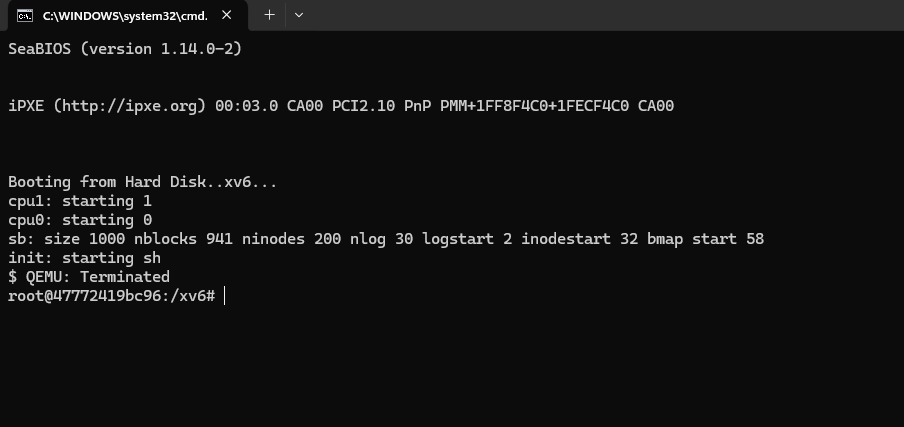 C:\WINDOWS\system32\cmd.
SeaBIOS (version 1.14.0-2)
iPXE (http://ipxe.org) 00:03.0 CA00 PCI2.10 PnP PMM+1FF8F4C0+1FECF4C0 CA00
Booting from Hard Disk..xv6...
cpu1: starting 1
cpu0: starting 0
sb: size 1000 nblocks 941 ninodes 200 nlog 30 logstart 2 inodestart 32 bmap start 58
init: starting sh
$ QEMU: Terminated
root@47772419bc96:/xv6#